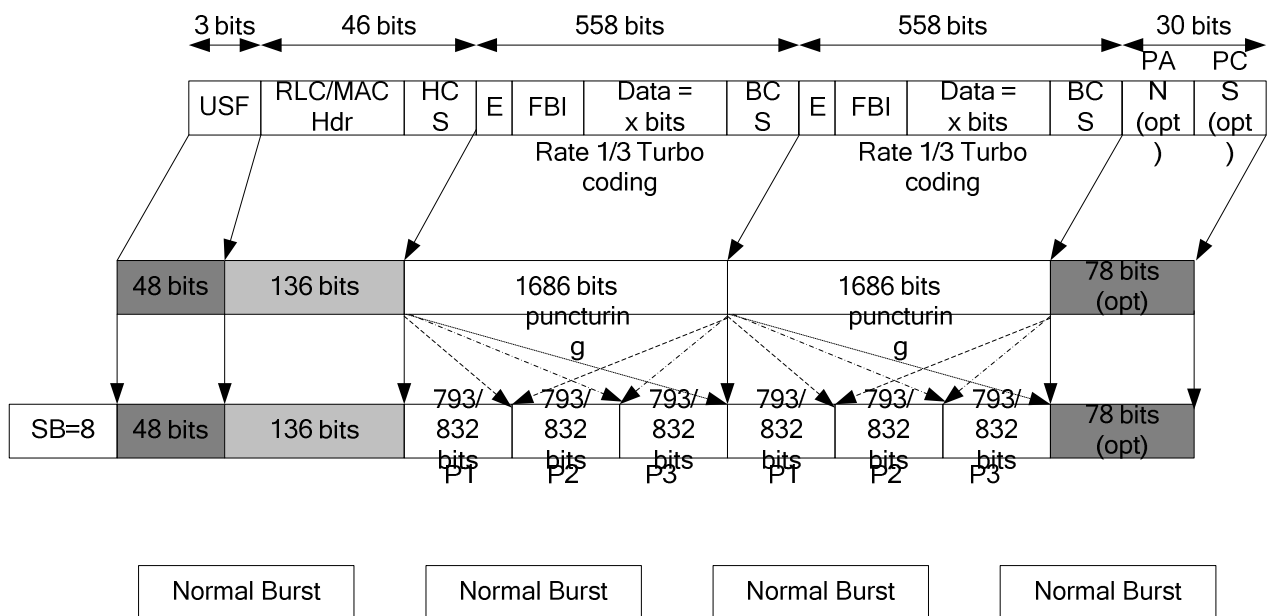 3 bits 46 bits 558 bits 558 bits 30 bits
USF
RLC/MAC
Hdr
HC
S
E
FBI
Data =
x bits
BC
S
E
FBI
Data =
x bits
BC
S
PA
N
(opt
)
PC
S
(opt
)
Rate 1/3 Turbo
coding
Rate 1/3 Turbo
coding
48 bits
136 bits
1686 bits
puncturin
g
1686 bits
puncturin
g
78 bits
(opt)
SB=8
48 bits
136 bits
793/
832
bits
P1
793/
832
bits
P2
793/
832
bits
P3
793/
832
bits
P1
793/
832
bits
P2
793/
832
bits
P3
78 bits
(opt)
Normal Burst Normal Burst Normal Burst Normal Burst